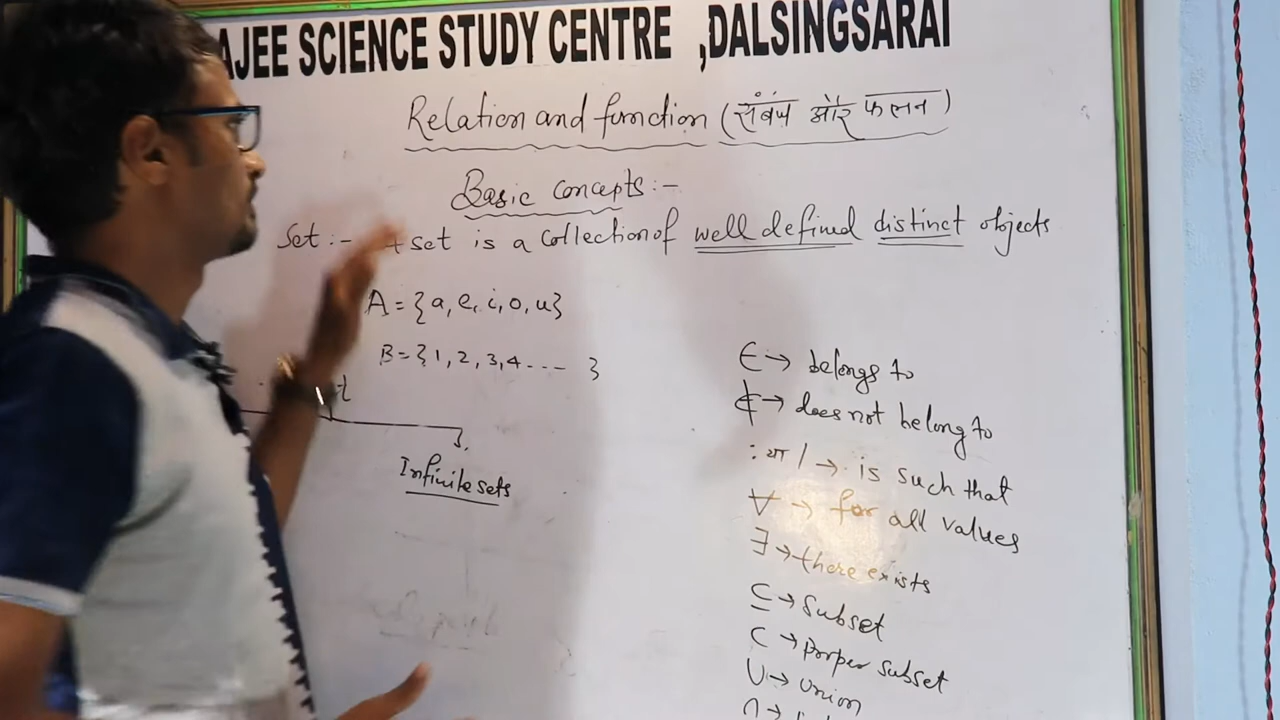 AJEE SCIENCE STUDY CENTRE ,DALSINGSARAI
Relation and function (संबंध और फलन)
Basic concepts:-
Set :- A set is a collection of well defined distinct objects
A = {a, e, i, o, u}
B = {1, 2, 3, 4 - - - - }
Infinite sets
∈ → belongs to
∉ → does not belong to
: या / → is such that
∀ → for all values
∃ → there exists
⊆ → Subset
⊂ → porper subset
∪ → union
∩ →